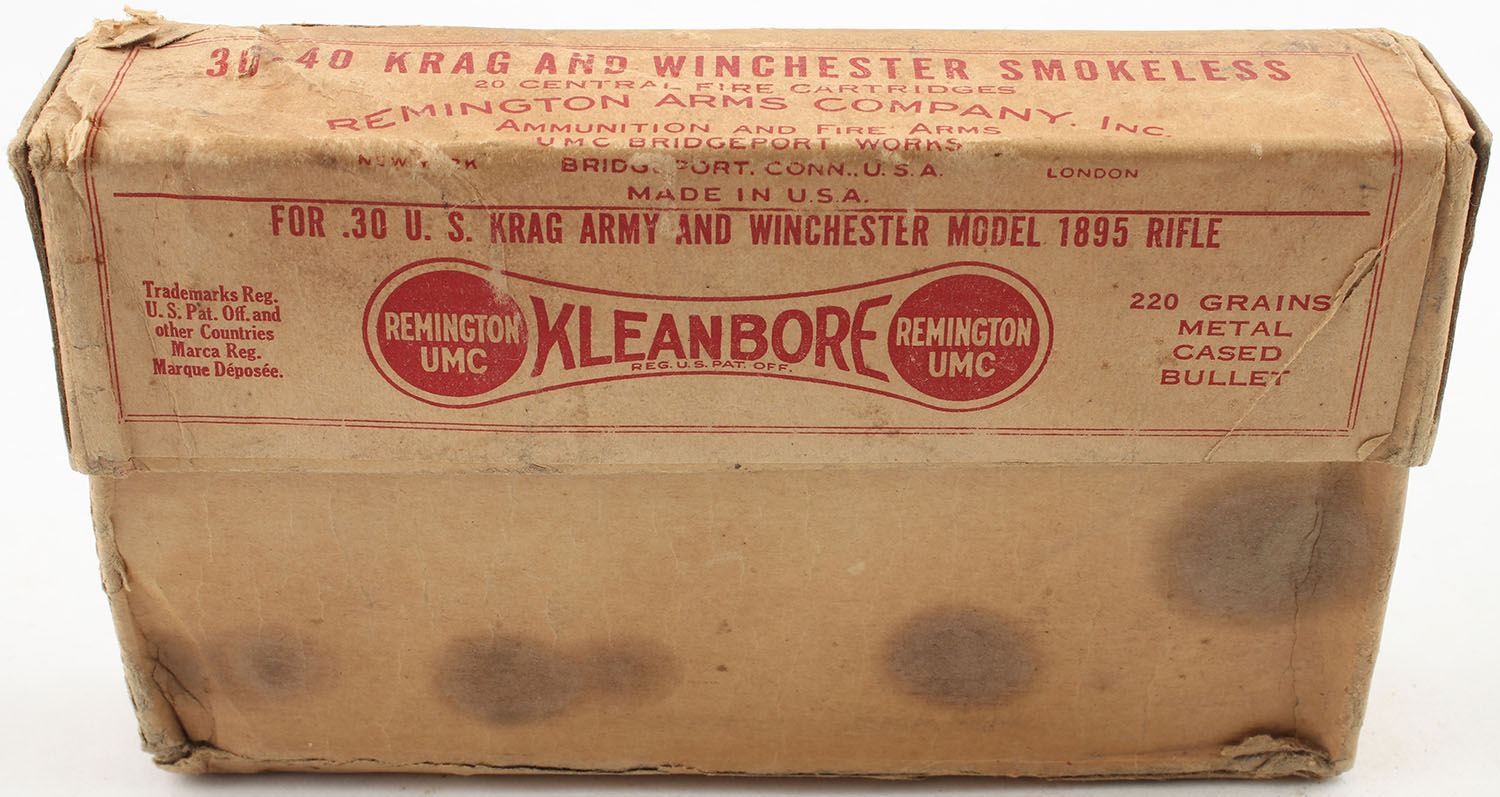 30-40 KRAG AND WINCHESTER SMOKELESS
20 CENTRAL FIRE CARTRIDGES
REMINGTON ARMS COMPANY, INC.
AMMUNITION AND FIRE ARMS
UMC BRIDGEPORT WORKS
NEW YORK BRIDGEPORT, CONN., U.S.A. LONDON
MADE IN U.S.A.
FOR .30 U. S. KRAG ARMY AND WINCHESTER MODEL 1895 RIFLE
Trademarks Reg.
U. S. Pat. Off. and
other Countries
Marca Reg.
Marque Déposée.
REMINGTON
UMC
KLEANBORE
REG. U.S. PAT. OFF.
REMINGTON
UMC
220 GRAINS
METAL
CASED
BULLET